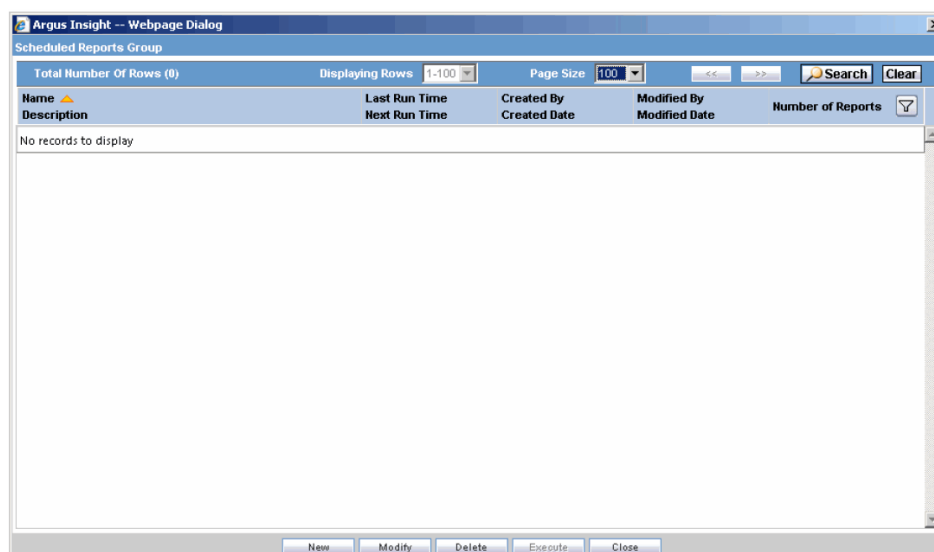 Argus Insight -- Webpage Dialog
Scheduled Reports Group
Total Number Of Rows (0) Displaying Rows 1-100 Page Size 100 << >> Search Clear
Name Last Run Time Created By Modified By Number of Reports
Description Next Run Time Created Date Modified Date
No records to display
New Modify Delete Execute Close